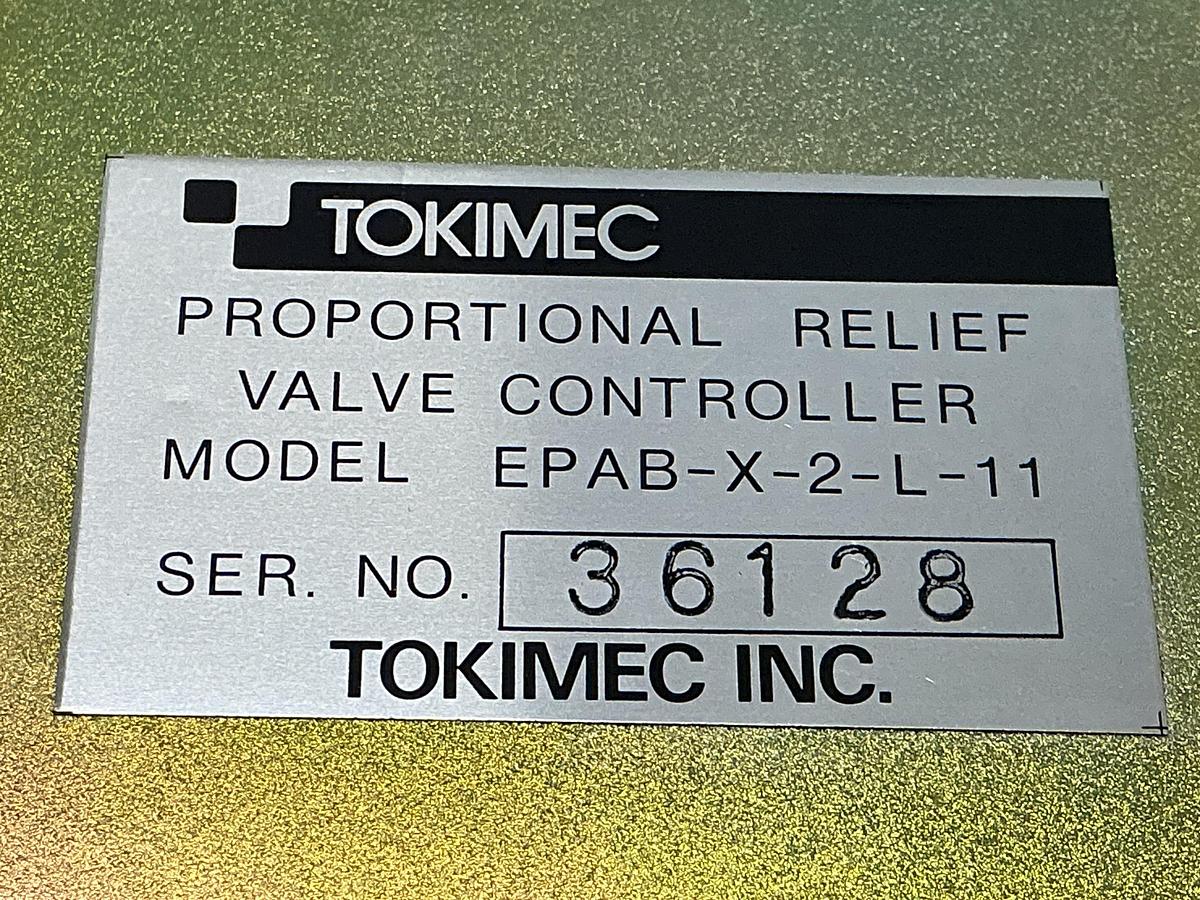 TOKIMEC
PROPORTIONAL RELIEF
VALVE CONTROLLER
MODEL EPAB-X-2-L-11
SER. NO. 36128
TOKIMEC INC.